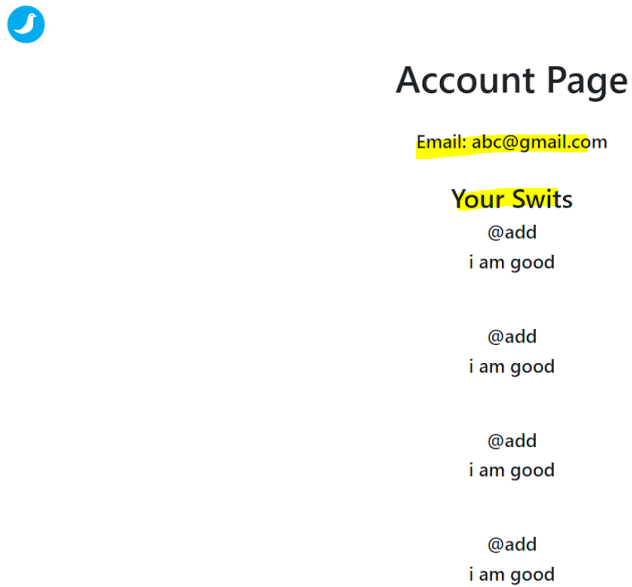 Account Page
Email: abc@gmail.com
Your Swits
@add
i am good
@add
i am good
@add
i am good
@add
i am good